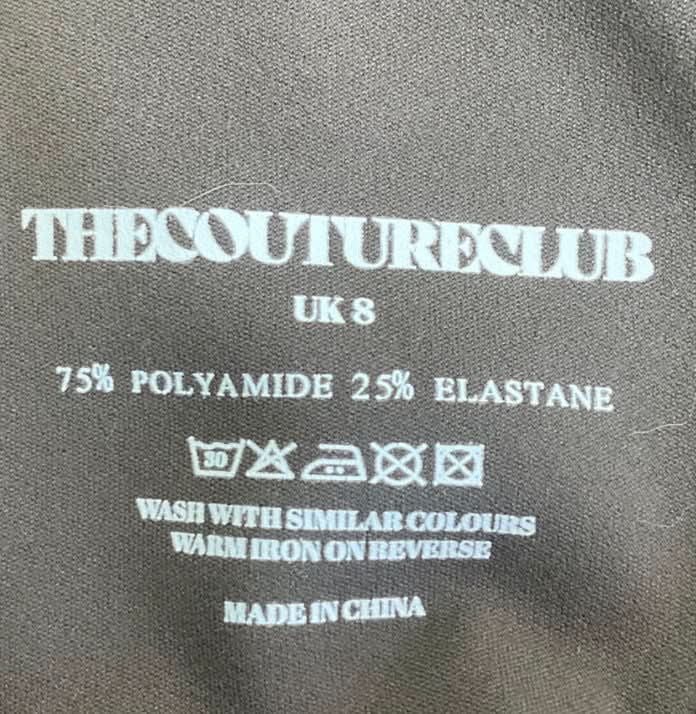 THECOUTURECLUB
UK 8
75% POLYAMIDE 25% ELASTANE
30
WASH WITH SIMILAR COLOURS
WARM IRON ON REVERSE
MADE IN CHINA